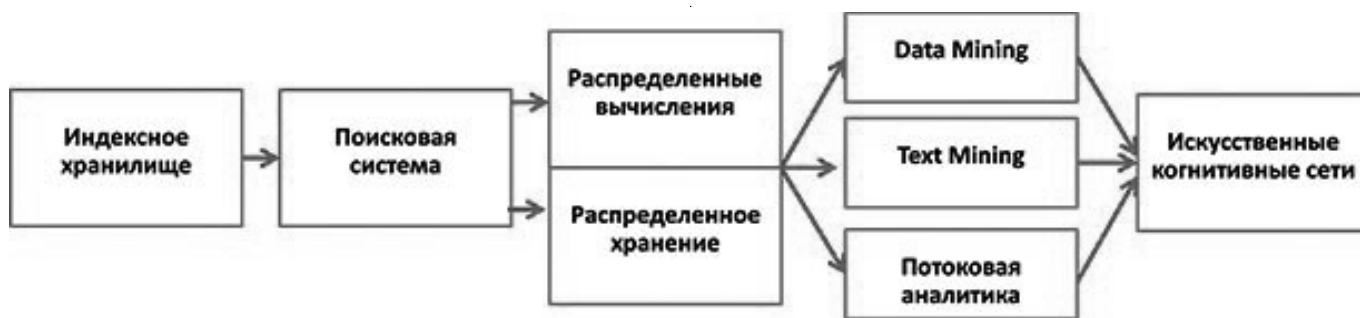 Индексное
хранилище
Поисковая
система
Распределенные
вычисления
Распределенное
хранение
Data Mining
Text Mining
Потоковая
аналитика
Искусственные
когнитивные сети